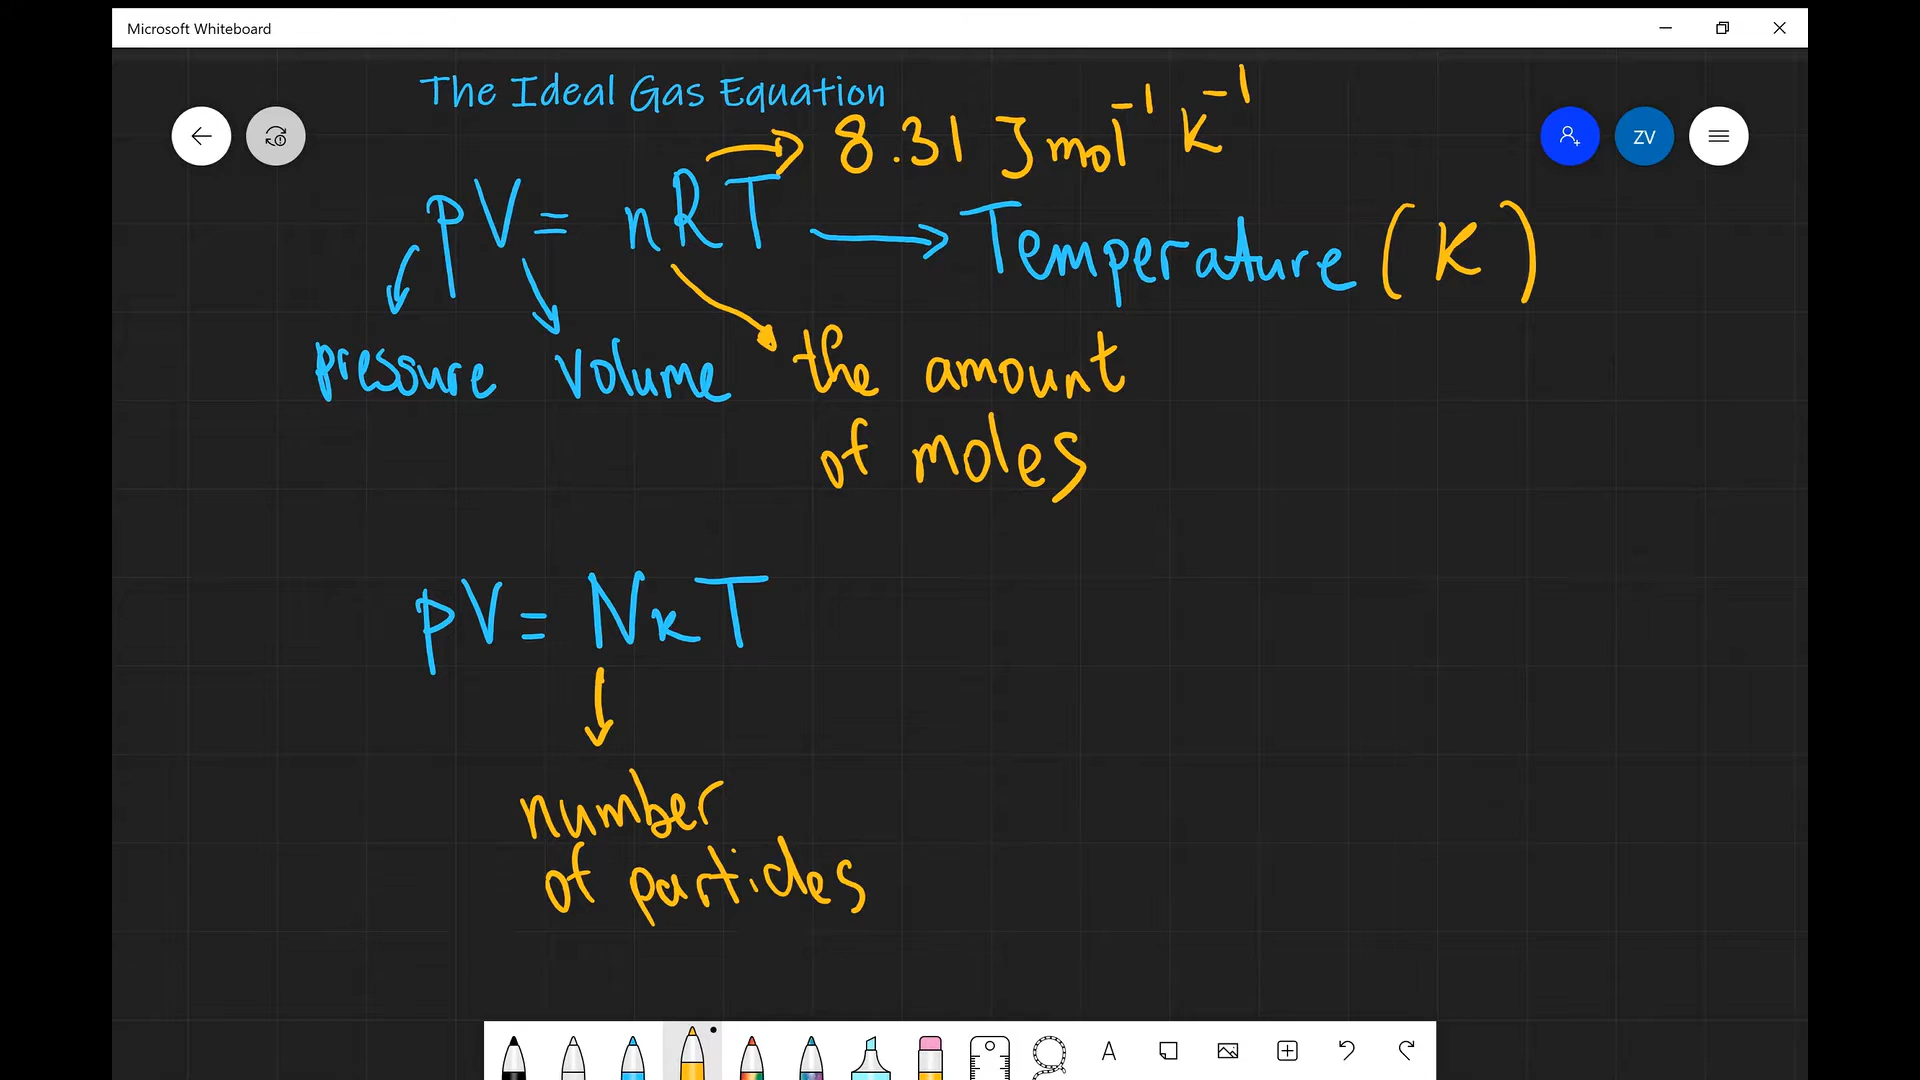 Microsoft Whiteboard
The Ideal Gas Equation
8.31 J mol⁻¹ K⁻¹
ZV
pV = nRT
Temperature (K)
pressure volume the amount
of moles
pV = NkT
number
of particles
A